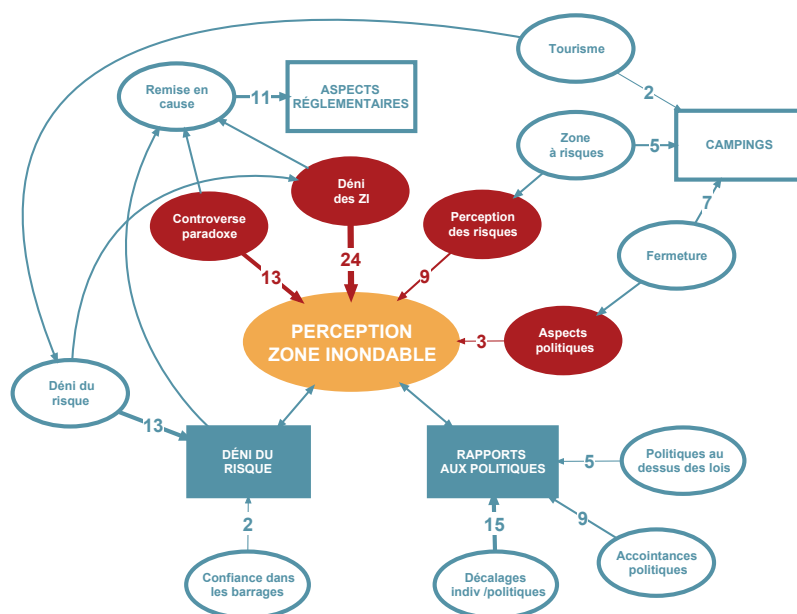 Tourisme
Remise en
cause
11
ASPECTS
RÉGLEMENTAIRES
2
Zone
à risques
5
CAMPINGS
Déni
des ZI
Controverse
paradoxe
Perception
des risques
7
Fermeture
13
24
9
PERCEPTION
ZONE INONDABLE
3
Aspects
politiques
Déni du
risque
13
DÉNI DU
RISQUE
RAPPORTS
AUX POLITIQUES
5
Politiques au
dessus des lois
2
15
9
Confiance dans
les barrages
Décalages
indiv /politiques
Accointances
politiques